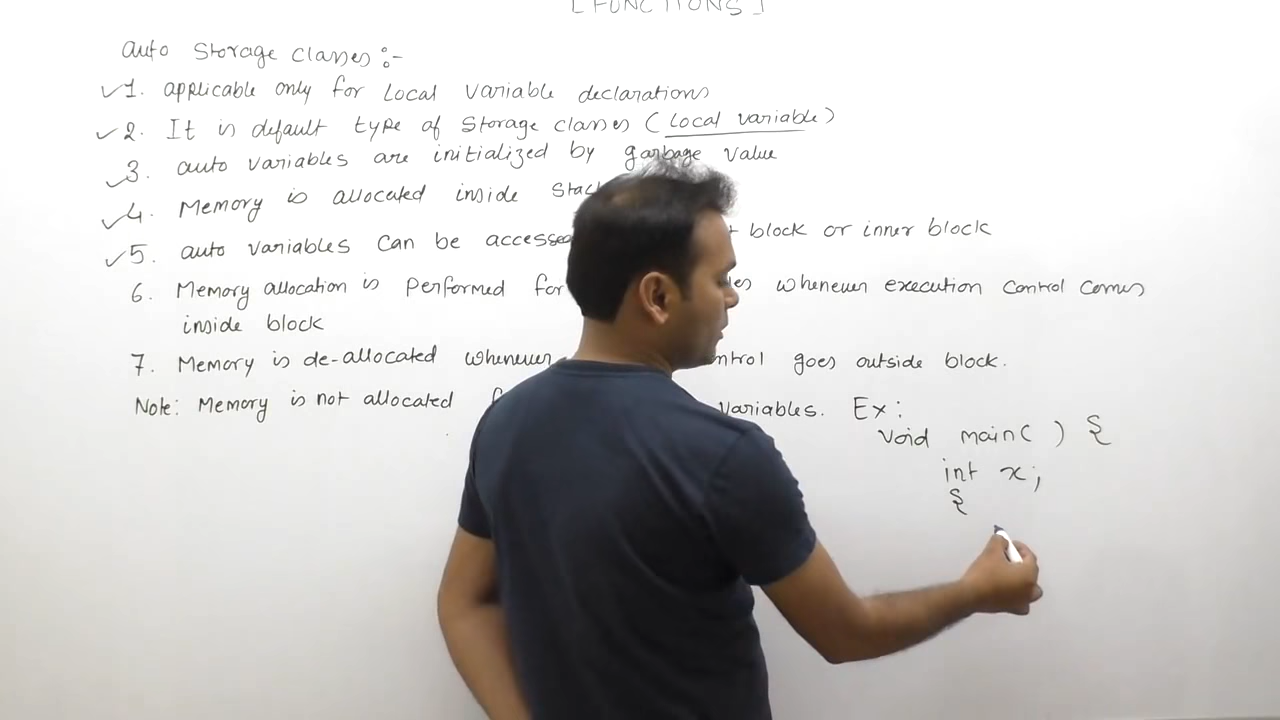 [FUNCTIONS]
auto Storage Classes :-
✓1. applicable only for Local Variable declarations
✓2. It is default type of Storage Classes (Local variable)
✓3. auto variables are initialized by garbage value
✓4. Memory is allocated inside
✓5. auto variables Can be block or inner block
6. Memory allocation is performed for whenever execution Control Comes
inside block
7. Memory is de-allocated whenever goes outside block.
Note: Memory is not allocated variables. Ex:
Void main( ) {
int x;
{